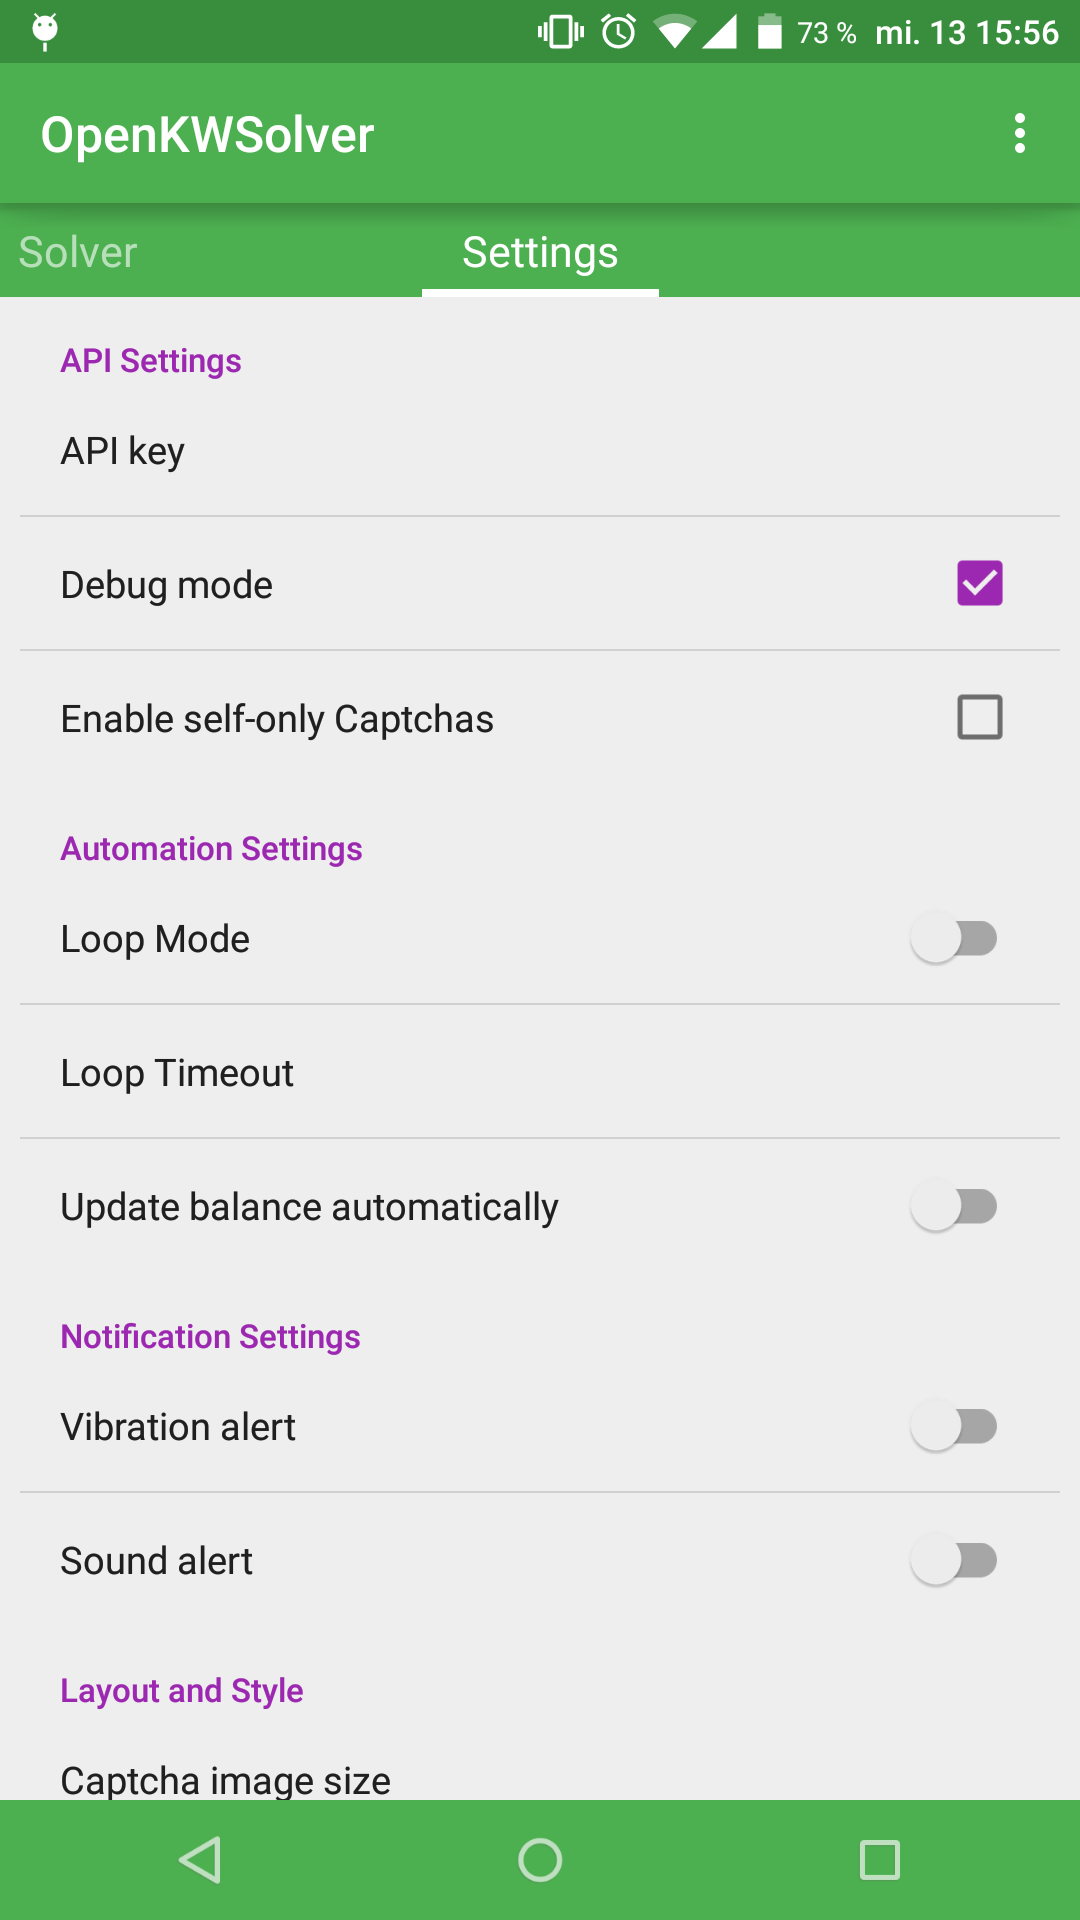 73 % mi. 13 15:56
OpenKWSolver
Solver Settings
API Settings
API key
Debug mode
Enable self-only Captchas
Automation Settings
Loop Mode
Loop Timeout
Update balance automatically
Notification Settings
Vibration alert
Sound alert
Layout and Style
Captcha image size